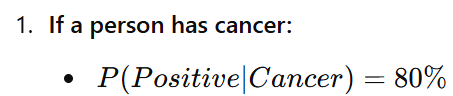 1. If a person has cancer:
• P(Positive|Cancer) = 80%